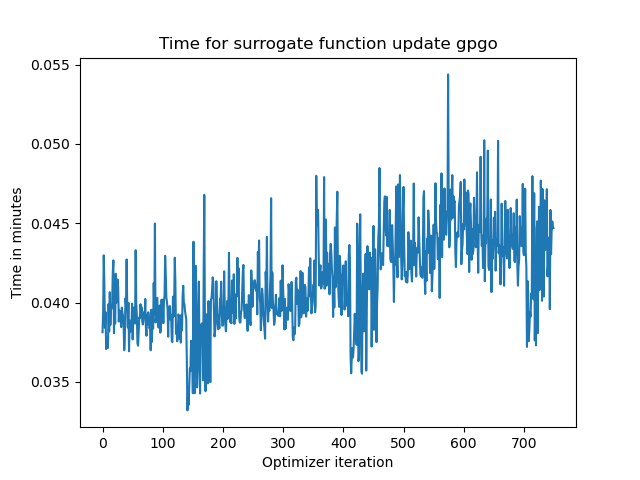 Time for surrogate function update gpgo
0.055
0.050
0.045
0.040
0.035
Time in minutes
0 100 200 300 400 500 600 700
Optimizer iteration